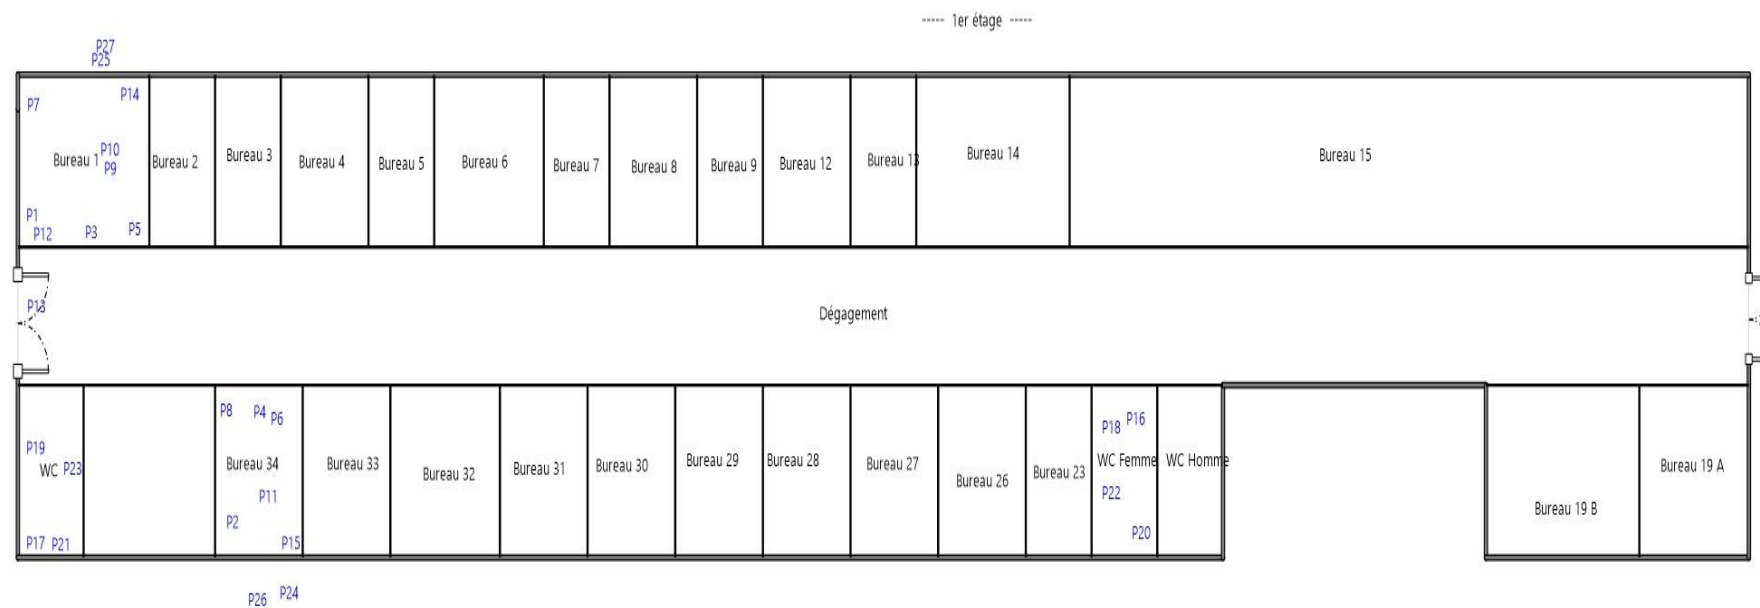 ----- 1er étage -----
P27
P25
P7
P14
Bureau 1
P10
P9
P1
P12
P3
P5
Bureau 2
Bureau 3
Bureau 4
Bureau 5
Bureau 6
Bureau 7
Bureau 8
Bureau 9
Bureau 12
Bureau 13
Bureau 14
Bureau 15
P13
Dégagement
P19
WC
P23
P17
P21
P8
P4
P6
Bureau 34
P11
P2
P15
Bureau 33
Bureau 32
Bureau 31
Bureau 30
Bureau 29
Bureau 28
Bureau 27
Bureau 26
Bureau 23
P18
P16
WC Femme
P22
P20
WC Homme
Bureau 19 B
Bureau 19 A
P26
P24